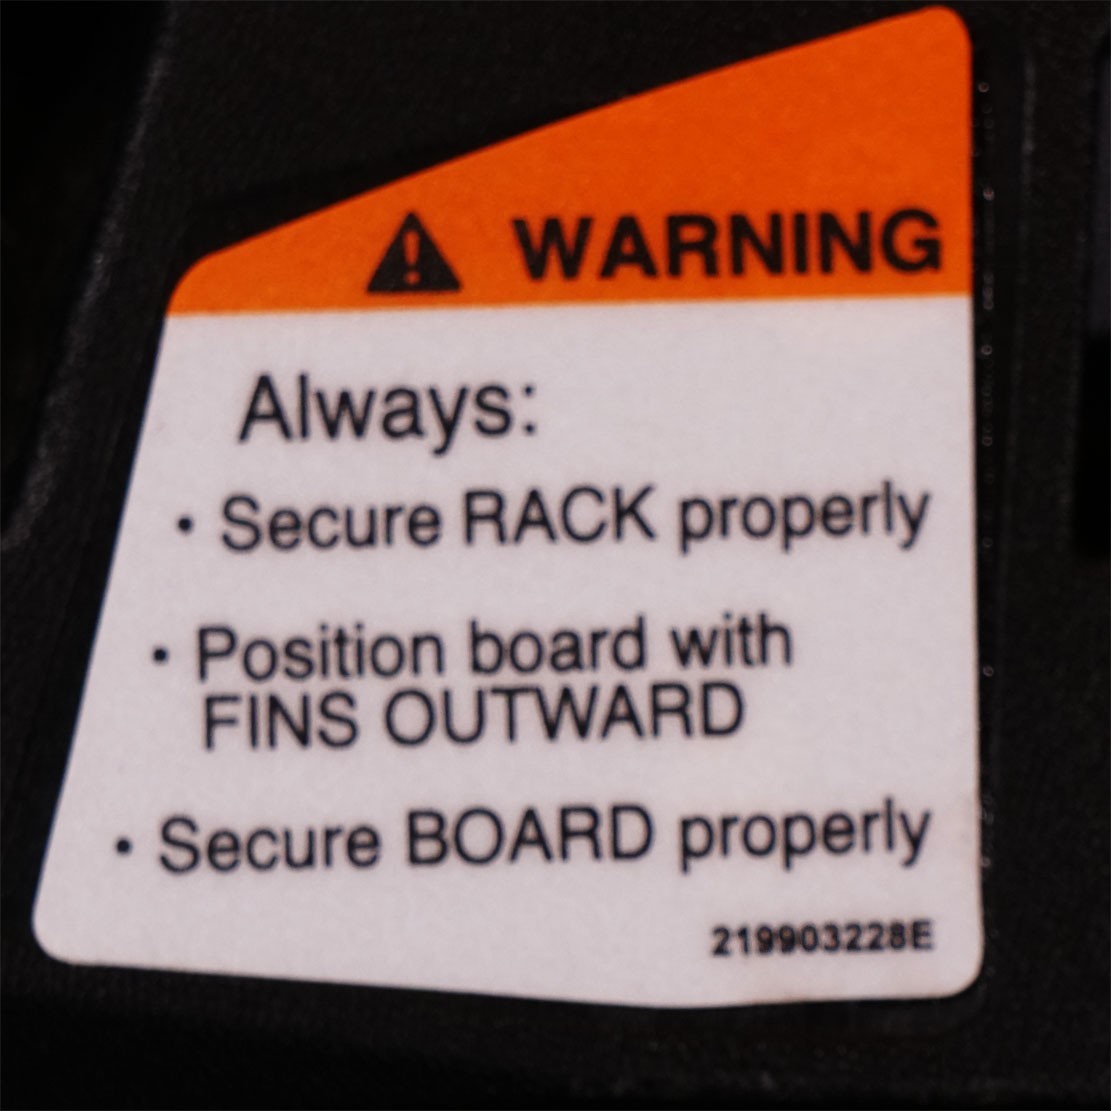 WARNING
Always:
• Secure RACK properly
• Position board with
FINS OUTWARD
• Secure BOARD properly
219903228E